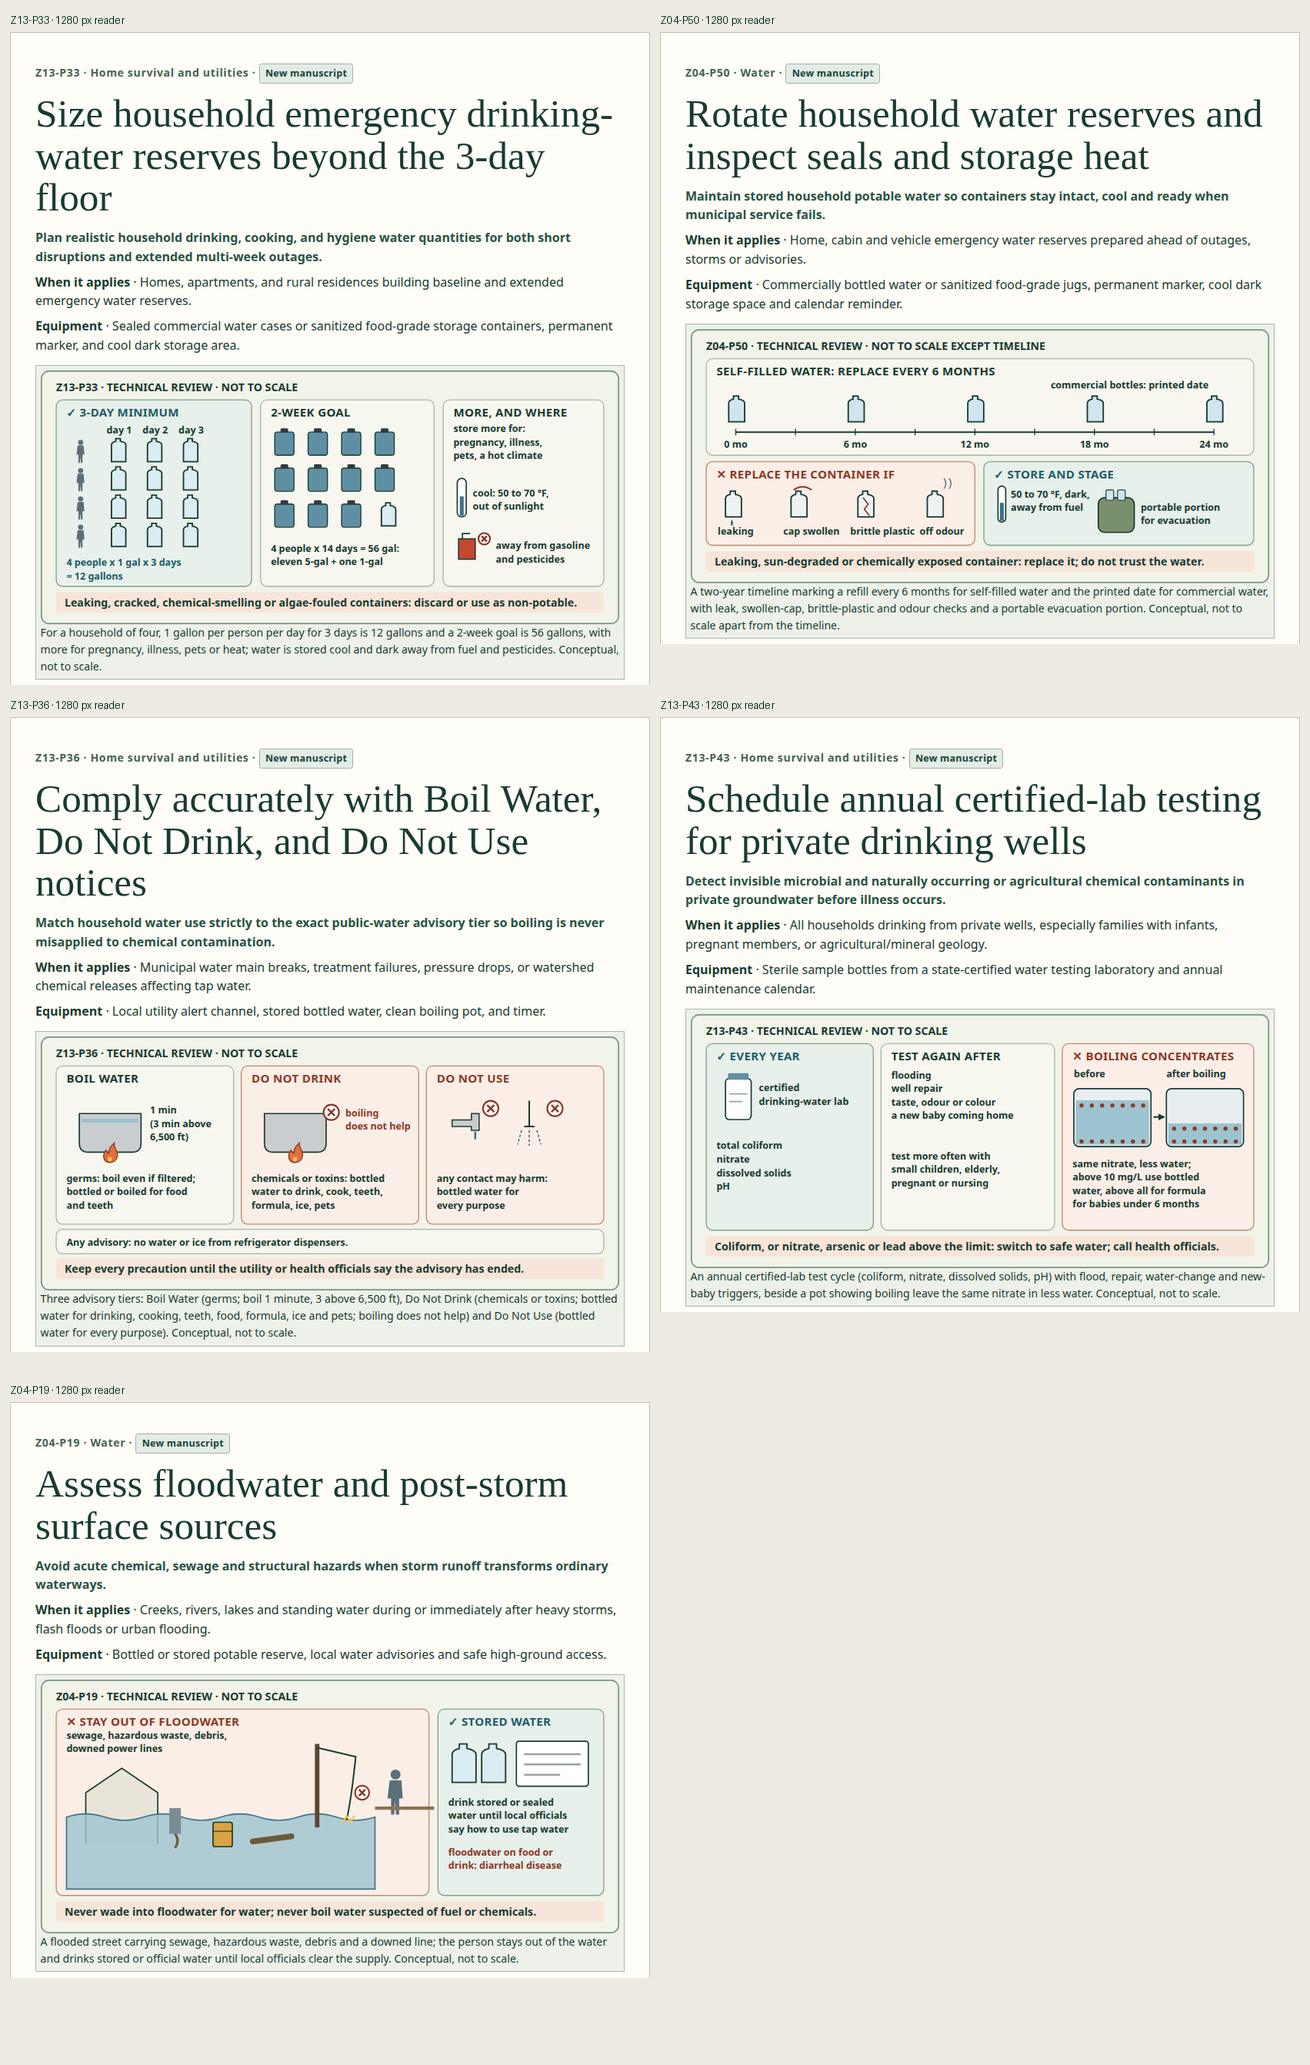 Z13-P33 · 1280 px reader
Z13-P33 · Home survival and utilities · New manuscript
Size household emergency drinking-
water reserves beyond the 3-day
floor
Plan realistic household drinking, cooking, and hygiene water quantities for both short
disruptions and extended multi-week outages.
When it applies · Homes, apartments, and rural residences building baseline and extended
emergency water reserves.
Equipment · Sealed commercial water cases or sanitized food-grade storage containers, permanent
marker, and cool dark storage area.
Z13-P33 · TECHNICAL REVIEW · NOT TO SCALE
✓ 3-DAY MINIMUM
day 1 day 2 day 3
4 people x 1 gal x 3 days
= 12 gallons
2-WEEK GOAL
4 people x 14 days = 56 gal:
eleven 5-gal + one 1-gal
MORE, AND WHERE
store more for:
pregnancy, illness,
pets, a hot climate
cool: 50 to 70 °F,
out of sunlight
away from gasoline
and pesticides
Leaking, cracked, chemical-smelling or algae-fouled containers: discard or use as non-potable.
For a household of four, 1 gallon per person per day for 3 days is 12 gallons and a 2-week goal is 56 gallons, with
more for pregnancy, illness, pets or heat; water is stored cool and dark away from fuel and pesticides. Conceptual,
not to scale.
Z04-P50 · 1280 px reader
Z04-P50 · Water · New manuscript
Rotate household water reserves and
inspect seals and storage heat
Maintain stored household potable water so containers stay intact, cool and ready when
municipal service fails.
When it applies · Home, cabin and vehicle emergency water reserves prepared ahead of outages,
storms or advisories.
Equipment · Commercially bottled water or sanitized food-grade jugs, permanent marker, cool dark
storage space and calendar reminder.
Z04-P50 · TECHNICAL REVIEW · NOT TO SCALE EXCEPT TIMELINE
SELF-FILLED WATER: REPLACE EVERY 6 MONTHS
commercial bottles: printed date
0 mo 6 mo 12 mo 18 mo 24 mo
✕ REPLACE THE CONTAINER IF
leaking cap swollen brittle plastic off odour
✓ STORE AND STAGE
50 to 70 °F, dark,
away from fuel
portable portion
for evacuation
Leaking, sun-degraded or chemically exposed container: replace it; do not trust the water.
A two-year timeline marking a refill every 6 months for self-filled water and the printed date for commercial water,
with leak, swollen-cap, brittle-plastic and odour checks and a portable evacuation portion. Conceptual, not to
scale apart from the timeline.
Z13-P36 · 1280 px reader
Z13-P36 · Home survival and utilities · New manuscript
Comply accurately with Boil Water,
Do Not Drink, and Do Not Use
notices
Match household water use strictly to the exact public-water advisory tier so boiling is never
misapplied to chemical contamination.
When it applies · Municipal water main breaks, treatment failures, pressure drops, or watershed
chemical releases affecting tap water.
Equipment · Local utility alert channel, stored bottled water, clean boiling pot, and timer.
Z13-P36 · TECHNICAL REVIEW · NOT TO SCALE
BOIL WATER
1 min
(3 min above
6,500 ft)
germs: boil even if filtered;
bottled or boiled for food
and teeth
DO NOT DRINK
boiling
does not help
chemicals or toxins: bottled
water to drink, cook, teeth,
formula, ice, pets
DO NOT USE
any contact may harm:
bottled water for
every purpose
Any advisory: no water or ice from refrigerator dispensers.
Keep every precaution until the utility or health officials say the advisory has ended.
Three advisory tiers: Boil Water (germs; boil 1 minute, 3 above 6,500 ft), Do Not Drink (chemicals or toxins; bottled
water for drinking, cooking, teeth, food, formula, ice and pets; boiling does not help) and Do Not Use (bottled
water for every purpose). Conceptual, not to scale.
Z13-P43 · 1280 px reader
Z13-P43 · Home survival and utilities · New manuscript
Schedule annual certified-lab testing
for private drinking wells
Detect invisible microbial and naturally occurring or agricultural chemical contaminants in
private groundwater before illness occurs.
When it applies · All households drinking from private wells, especially families with infants,
pregnant members, or agricultural/mineral geology.
Equipment · Sterile sample bottles from a state-certified water testing laboratory and annual
maintenance calendar.
Z13-P43 · TECHNICAL REVIEW · NOT TO SCALE
✓ EVERY YEAR
certified
drinking-water lab
total coliform
nitrate
dissolved solids
pH
TEST AGAIN AFTER
flooding
well repair
taste, odour or colour
a new baby coming home
test more often with
small children, elderly,
pregnant or nursing
✕ BOILING CONCENTRATES
before after boiling
same nitrate, less water;
above 10 mg/L use bottled
water, above all for formula
for babies under 6 months
Coliform, or nitrate, arsenic or lead above the limit: switch to safe water; call health officials.
An annual certified-lab test cycle (coliform, nitrate, dissolved solids, pH) with flood, repair, water-change and new-
baby triggers, beside a pot showing boiling leave the same nitrate in less water. Conceptual, not to scale.
Z04-P19 · 1280 px reader
Z04-P19 · Water · New manuscript
Assess floodwater and post-storm
surface sources
Avoid acute chemical, sewage and structural hazards when storm runoff transforms ordinary
waterways.
When it applies · Creeks, rivers, lakes and standing water during or immediately after heavy storms,
flash floods or urban flooding.
Equipment · Bottled or stored potable reserve, local water advisories and safe high-ground access.
Z04-P19 · TECHNICAL REVIEW · NOT TO SCALE
✕ STAY OUT OF FLOODWATER
sewage, hazardous waste, debris,
downed power lines
✓ STORED WATER
drink stored or sealed
water until local officials
say how to use tap water
floodwater on food or
drink: diarrheal disease
Never wade into floodwater for water; never boil water suspected of fuel or chemicals.
A flooded street carrying sewage, hazardous waste, debris and a downed line; the person stays out of the water
and drinks stored or official water until local officials clear the supply. Conceptual, not to scale.